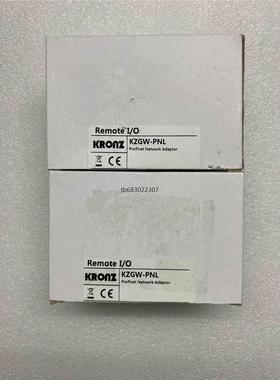 Remote I/O
KRONZ
KZGW-PNL
Profinet Network Adaptor
CE
tb683022307
Remote I/O
KRONZ
KZGW-PNL
Profinet Network Adaptor
CE